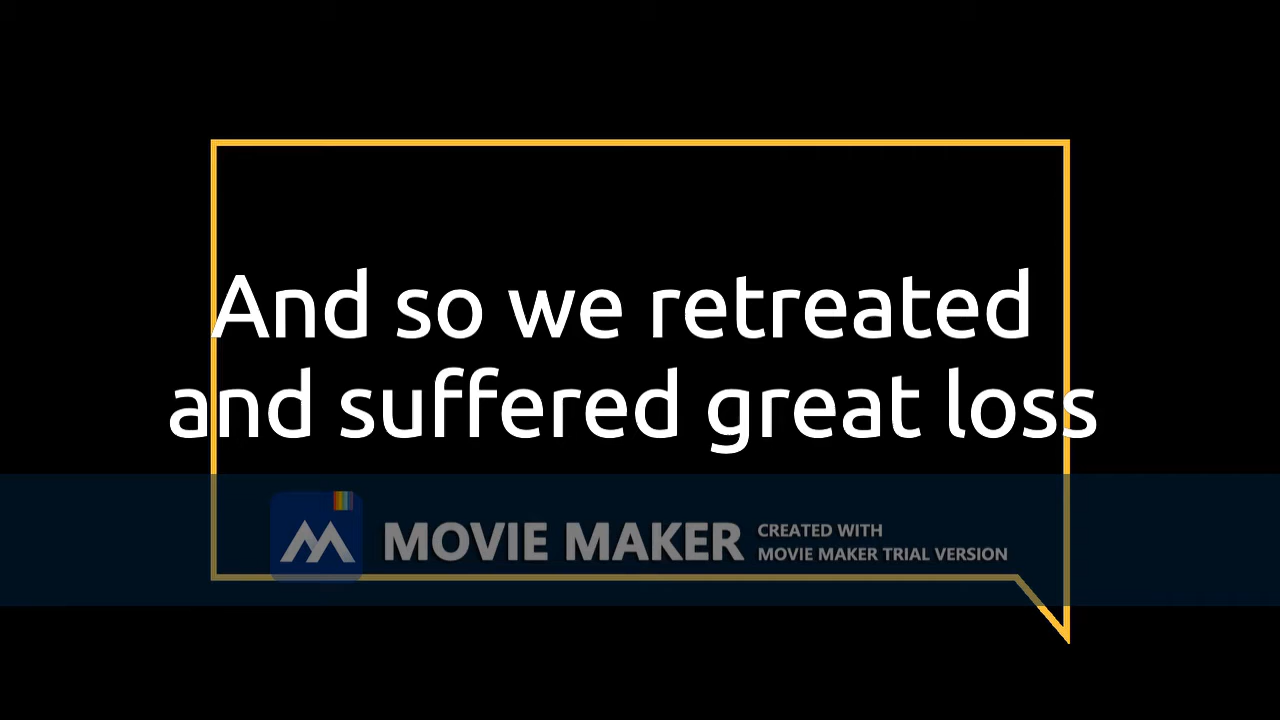 And so we retreated
and suffered great loss
MOVIE MAKER
CREATED WITH
MOVIE MAKER TRIAL VERSION